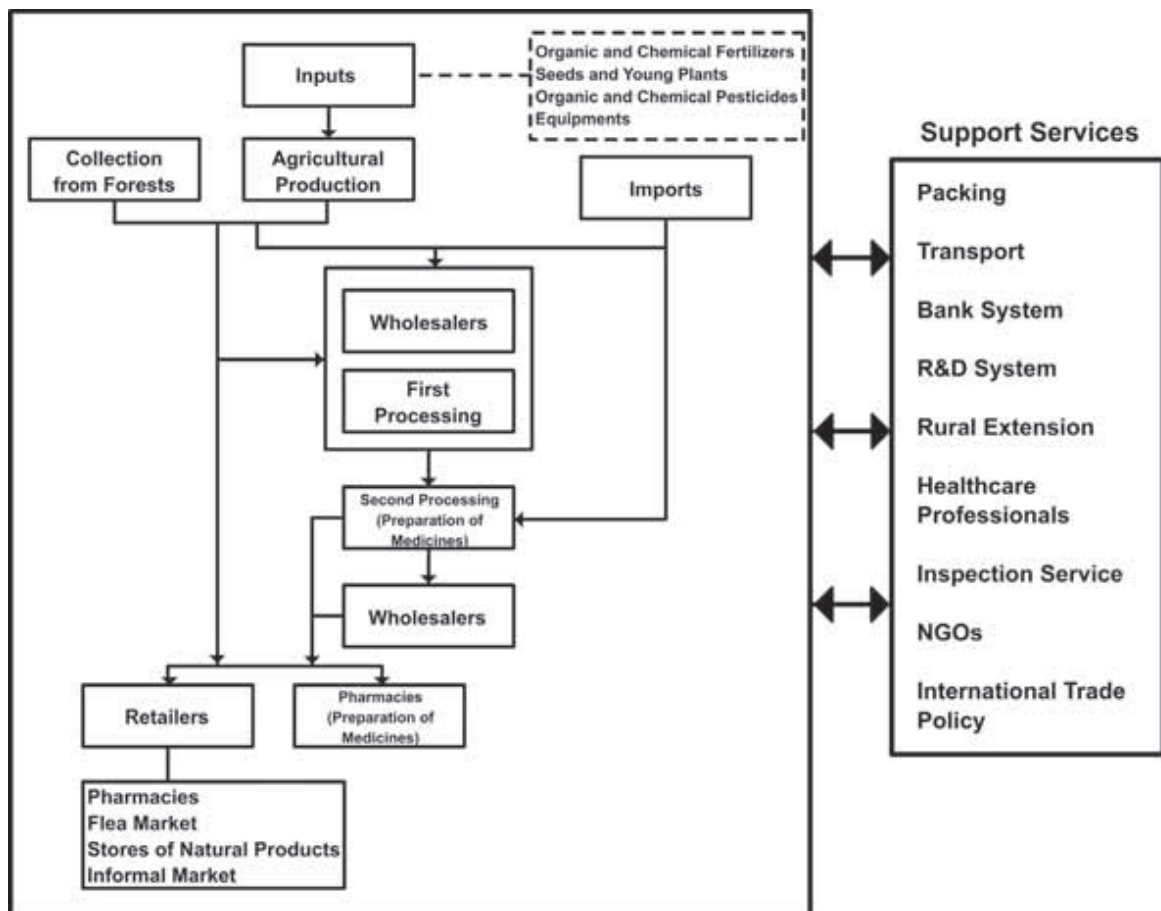 Inputs
Organic and Chemical Fertilizers
Seeds and Young Plants
Organic and Chemical Pesticides
Equipments
Collection
from Forests
Agricultural
Production
Imports
Wholesalers
First
Processing
Second Processing
(Preparation of
Medicines)
Wholesalers
Retailers
Pharmacies
(Preparation of
Medicines)
Pharmacies
Flea Market
Stores of Natural Products
Informal Market
Support Services
Packing
Transport
Bank System
R&D System
Rural Extension
Healthcare
Professionals
Inspection Service
NGOs
International Trade
Policy